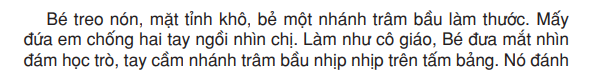 Bé treo nón, mặt tỉnh khô, bẻ một nhánh trâm bầu làm thước. Mấy
đứa em chống hai tay ngồi nhìn chị. Làm như cô giáo, Bé đưa mắt nhìn
đám học trò, tay cầm nhánh trâm bầu nhịp nhịp trên tấm bảng. Nó đánh